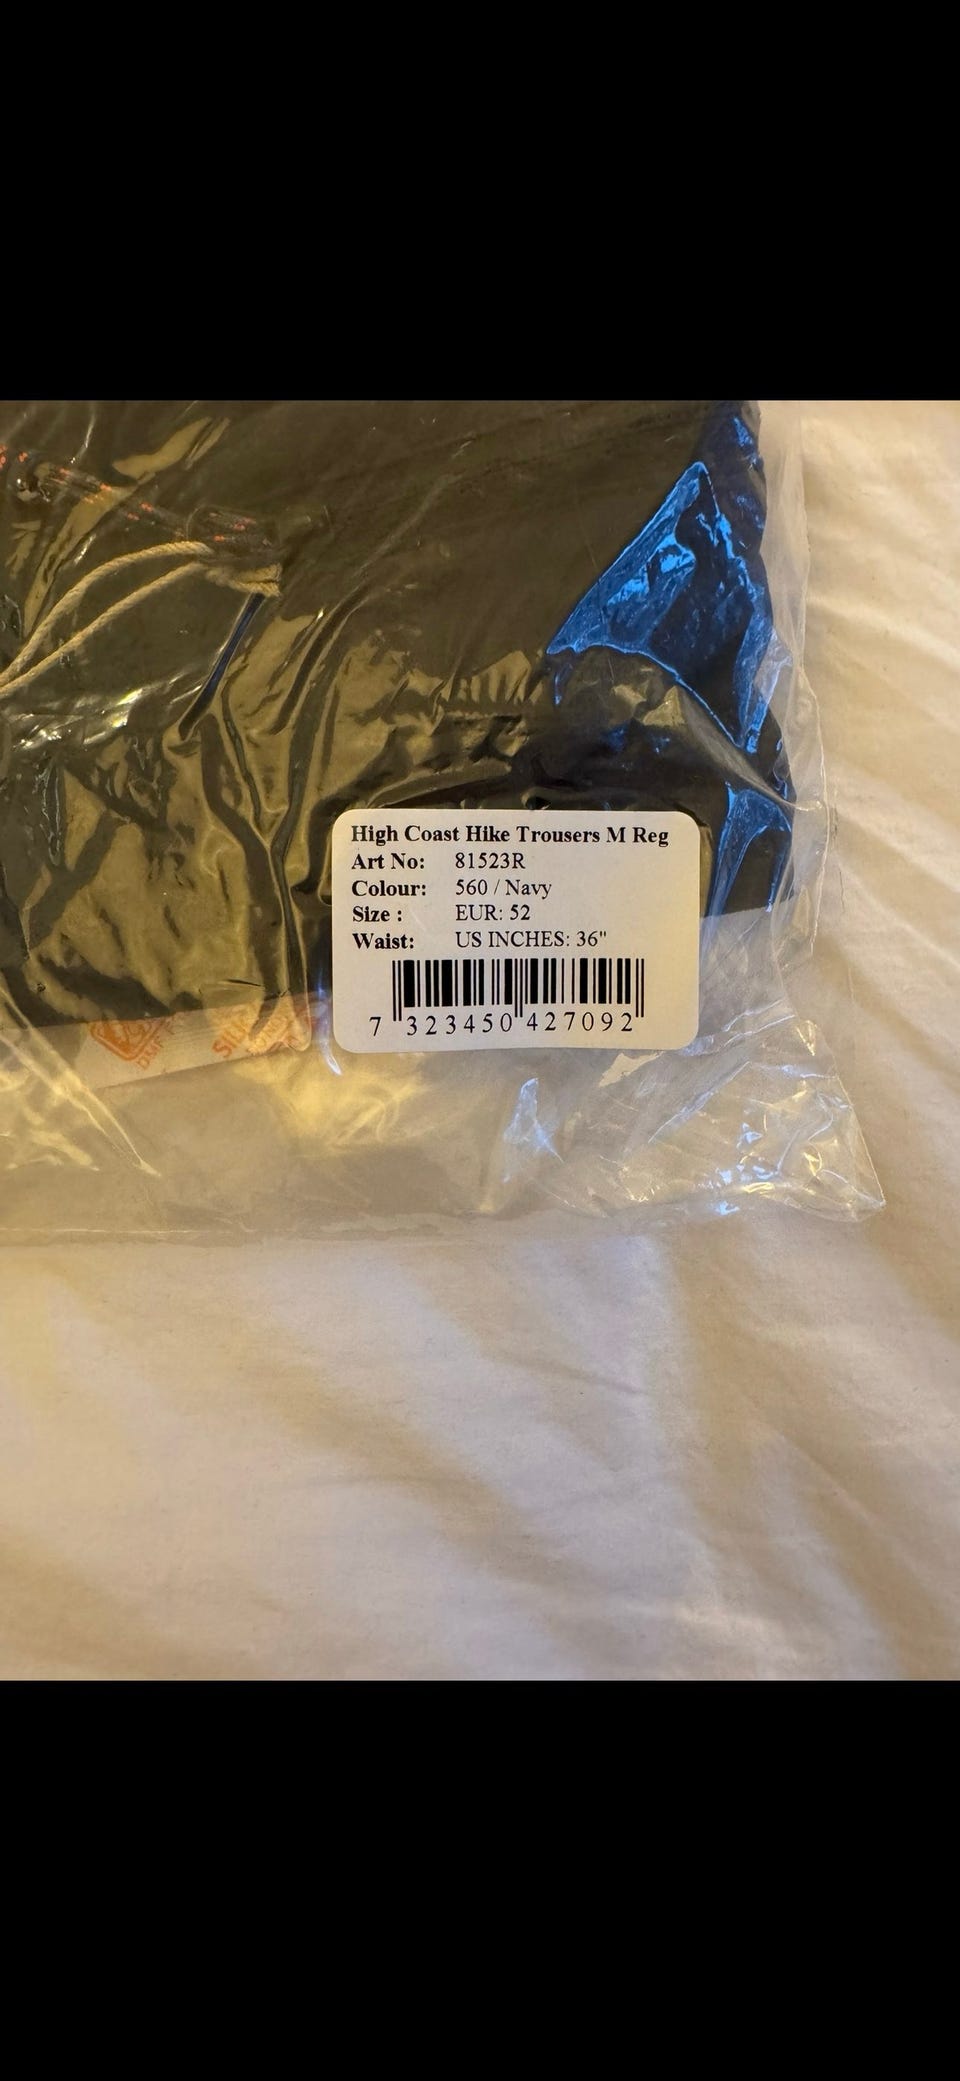 High Coast Hike Trousers M Reg
Art No: 81523R
Colour: 560 / Navy
Size : EUR: 52
Waist: US INCHES: 36"
7 323450 427092